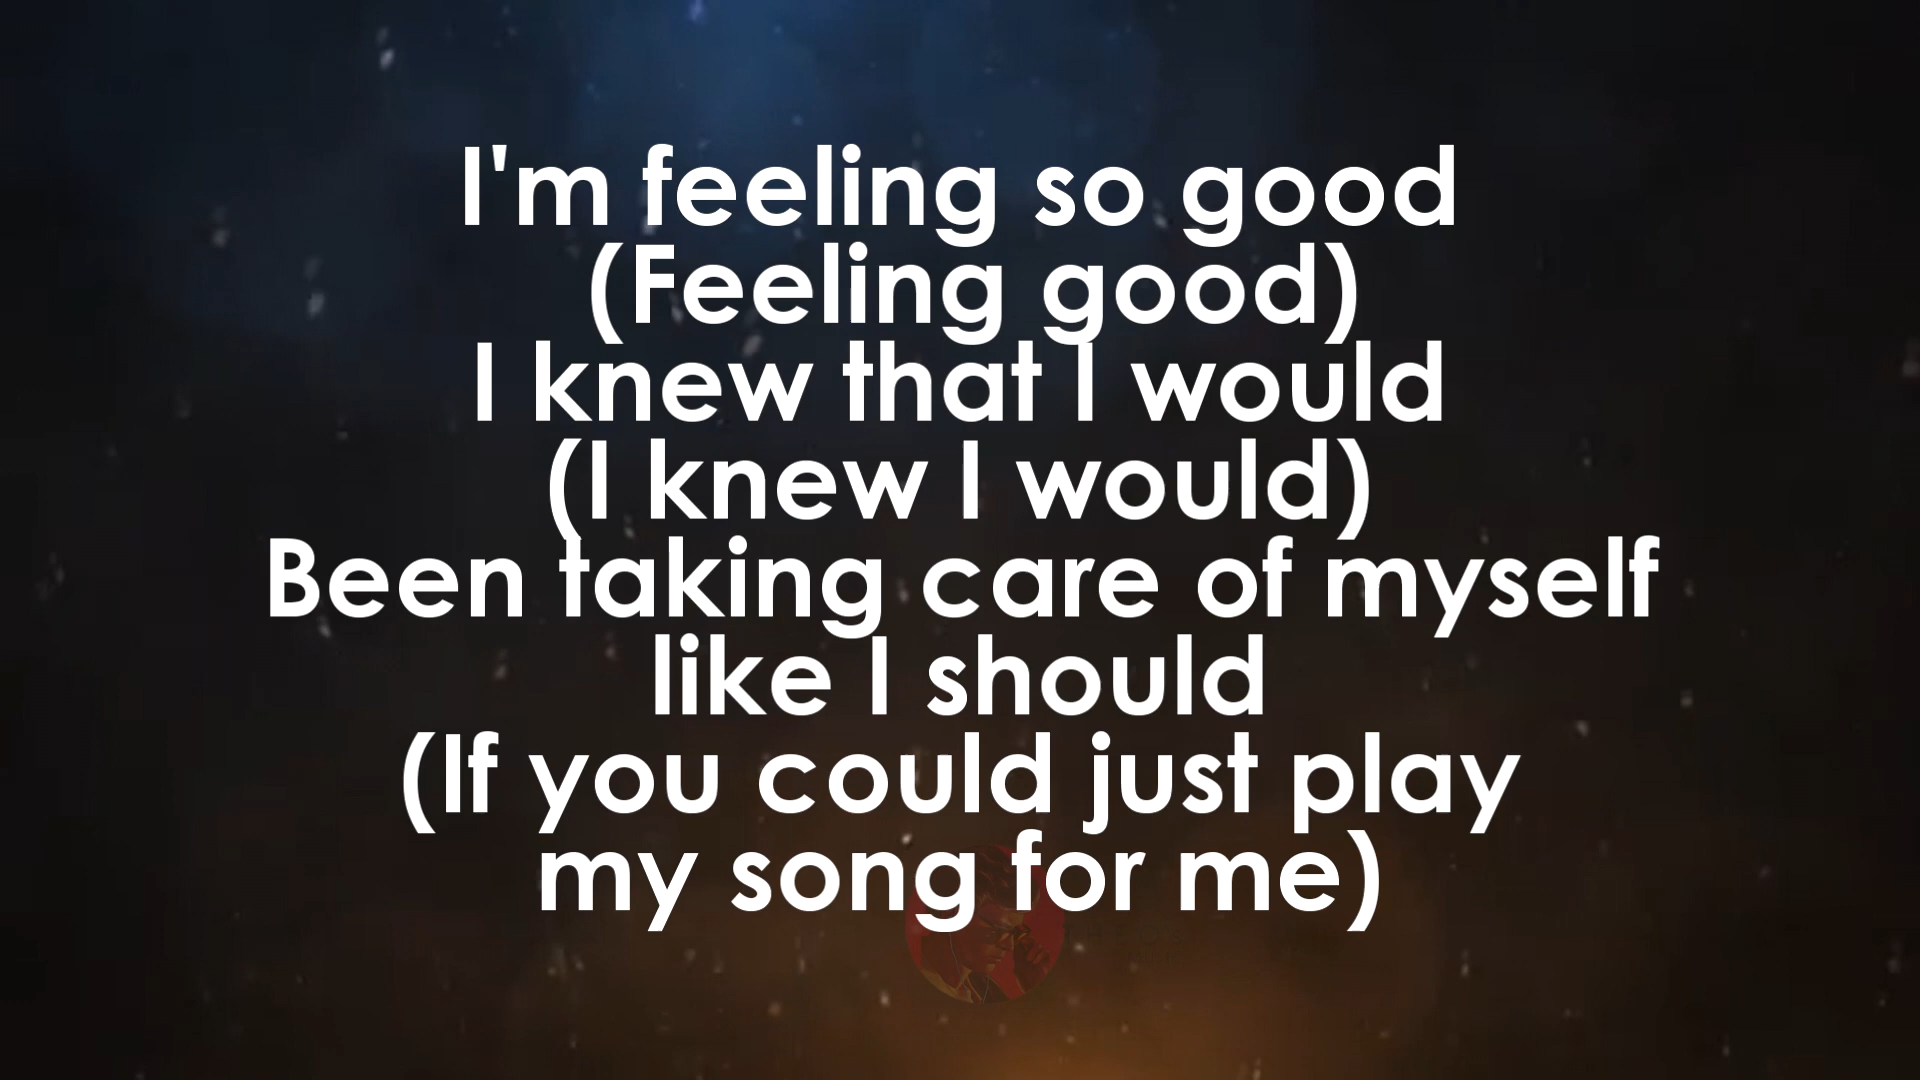 I'm feeling so good
(Feeling good)
I knew that I would
(I knew I would)
Been taking care of myself
like I should
(If you could just play
my song for me)